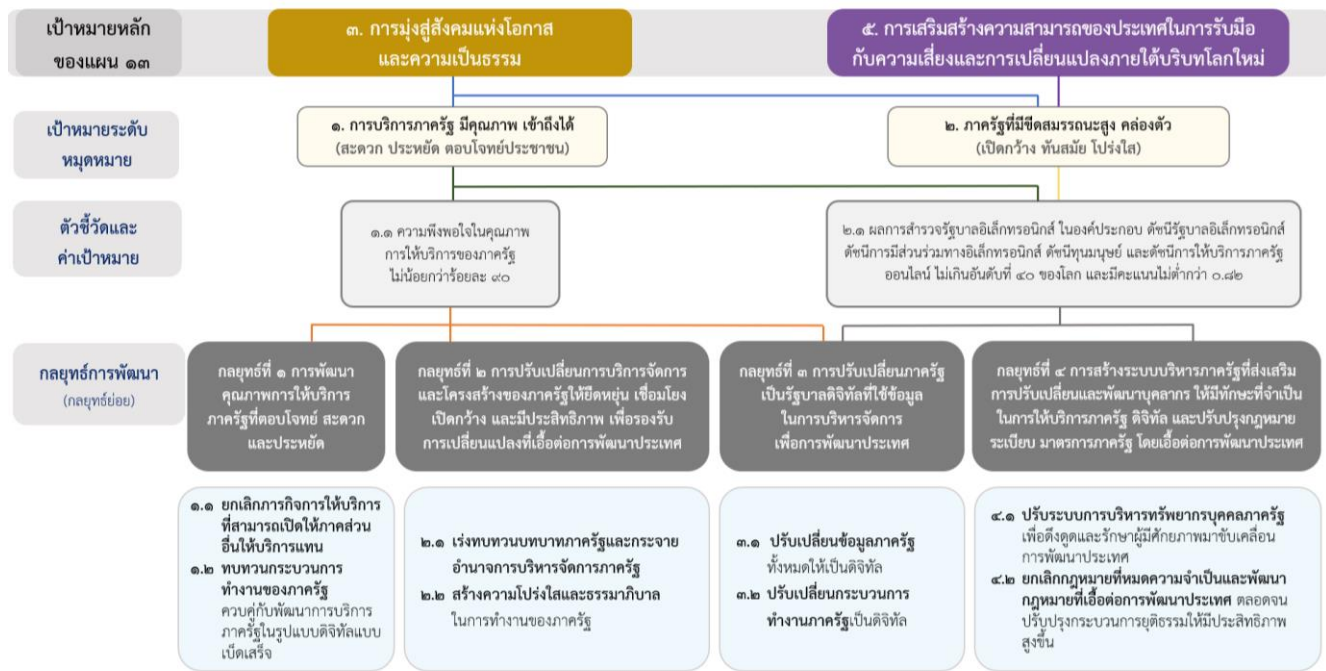 เป้าหมายหลัก
ของแผน ๑๓
๓. การมุ่งสู่สังคมแห่งโอกาส
และความเป็นธรรม
๕. การเสริมสร้างความสามารถของประเทศในการรับมือ
กับความเสี่ยงและการเปลี่ยนแปลงภายใต้บริบทโลกใหม่
เป้าหมายระดับ
หมุดหมาย
๑. การบริการภาครัฐ มีคุณภาพ เข้าถึงได้
(สะดวก ประหยัด ตอบโจทย์ประชาชน)
๒. ภาครัฐที่มีขีดสมรรถนะสูง คล่องตัว
(เปิดกว้าง ทันสมัย โปร่งใส)
ตัวชี้วัดและ
ค่าเป้าหมาย
๑.๑ ความพึงพอใจในคุณภาพ
การให้บริการของภาครัฐ
ไม่น้อยกว่าร้อยละ ๙๐
๒.๑ ผลการสำรวจรัฐบาลอิเล็กทรอนิกส์ ในองค์ประกอบ ดัชนีรัฐบาลอิเล็กทรอนิกส์
ดัชนีการมีส่วนร่วมทางอิเล็กทรอนิกส์ ดัชนีทุนมนุษย์ และดัชนีการให้บริการภาครัฐ
ออนไลน์ ไม่เกินอันดับที่ ๔๐ ของโลก และมีคะแนนไม่ต่ำกว่า ๐.๘๒
กลยุทธ์การพัฒนา
(กลยุทธ์ย่อย)
กลยุทธ์ที่ ๑ การพัฒนา
คุณภาพการให้บริการ
ภาครัฐที่ตอบโจทย์ สะดวก
และประหยัด
กลยุทธ์ที่ ๒ การปรับเปลี่ยนการบริหารจัดการ
และโครงสร้างของภาครัฐให้ยืดหยุ่น เชื่อมโยง
เปิดกว้าง และมีประสิทธิภาพ เพื่อรองรับ
การเปลี่ยนแปลงที่เอื้อต่อการพัฒนาประเทศ
กลยุทธ์ที่ ๓ การปรับเปลี่ยนภาครัฐ
เป็นรัฐบาลดิจิทัลที่ใช้ข้อมูล
ในการบริหารจัดการ
เพื่อการพัฒนาประเทศ
กลยุทธ์ที่ ๔ การสร้างระบบบริหารภาครัฐที่ส่งเสริม
การปรับเปลี่ยนและพัฒนาบุคลากร ให้มีทักษะที่จำเป็น
ในการให้บริการภาครัฐ ดิจิทัล และปรับปรุงกฎหมาย
ระเบียบ มาตรการภาครัฐ โดยเอื้อต่อการพัฒนาประเทศ
๑.๑ ยกเลิกภารกิจการให้บริการ
ที่สามารถเปิดให้ภาคส่วน
อื่นให้บริการแทน
๑.๒ ทบทวนกระบวนการ
ทำงานของภาครัฐ
ควบคู่กับพัฒนาการบริการ
ภาครัฐในรูปแบบดิจิทัลแบบ
เบ็ดเสร็จ
๒.๑ เร่งทบทวนบทบาทภาครัฐและกระจาย
อำนาจการบริหารจัดการภาครัฐ
๒.๒ สร้างความโปร่งใสและธรรมาภิบาล
ในการทำงานของภาครัฐ
๓.๑ ปรับเปลี่ยนข้อมูลภาครัฐ
ทั้งหมดให้เป็นดิจิทัล
๓.๒ ปรับเปลี่ยนกระบวนการ
ทำงานภาครัฐเป็นดิจิทัล
๔.๑ ปรับระบบการบริหารทรัพยากรบุคคลภาครัฐ
เพื่อดึงดูดและรักษาผู้มีศักยภาพมาขับเคลื่อน
การพัฒนาประเทศ
๔.๒ ยกเลิกกฎหมายที่หมดความจำเป็นและพัฒนา
กฎหมายที่เอื้อต่อการพัฒนาประเทศ ตลอดจน
ปรับปรุงกระบวนการยุติธรรมให้มีประสิทธิภาพ
สูงขึ้น